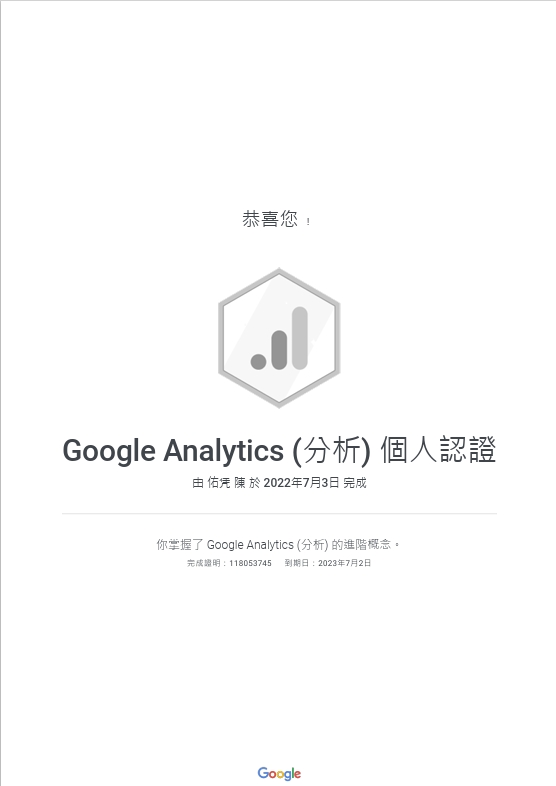 恭喜您 ！
Google Analytics (分析) 個人認證
由 佑凭 陳 於 2022年7月3日 完成
你掌握了 Google Analytics (分析) 的進階概念。
完成證明：118053745 到期日：2023年7月2日
Google